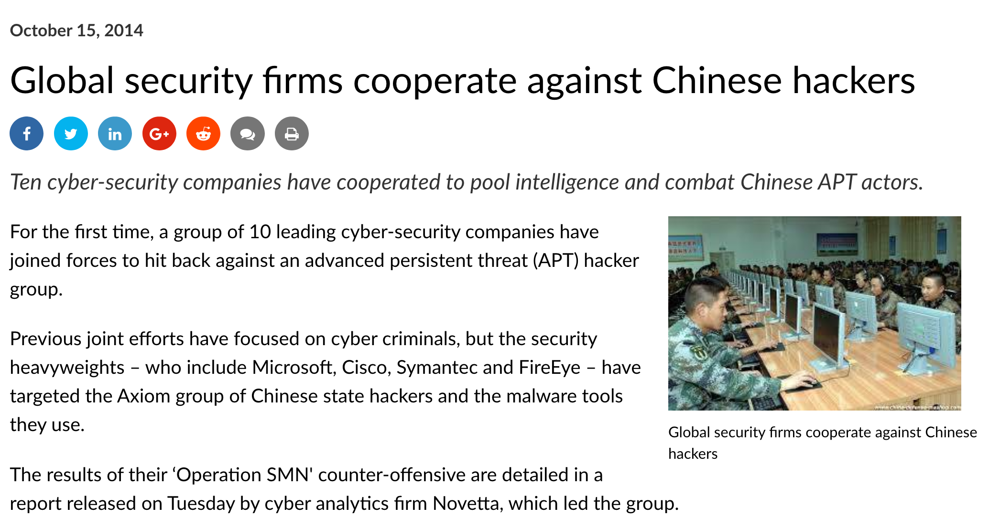 October 15, 2014
Global security firms cooperate against Chinese hackers
Ten cyber-security companies have cooperated to pool intelligence and combat Chinese APT actors.
For the first time, a group of 10 leading cyber-security companies have
joined forces to hit back against an advanced persistent threat (APT) hacker
group.
Previous joint efforts have focused on cyber criminals, but the security
heavyweights – who include Microsoft, Cisco, Symantec and FireEye – have
targeted the Axiom group of Chinese state hackers and the malware tools
they use.
The results of their ‘Operation SMN' counter-offensive are detailed in a
report released on Tuesday by cyber analytics firm Novetta, which led the group.
Global security firms cooperate against Chinese
hackers